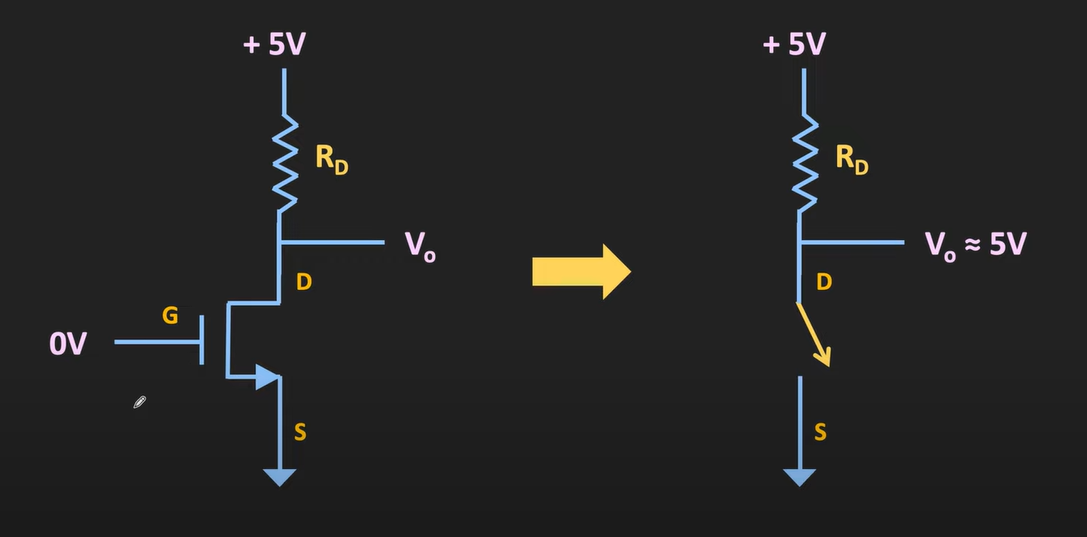 + 5V
R_D
V_o
D
G
0V
S
+ 5V
R_D
V_o ≈ 5V
D
S